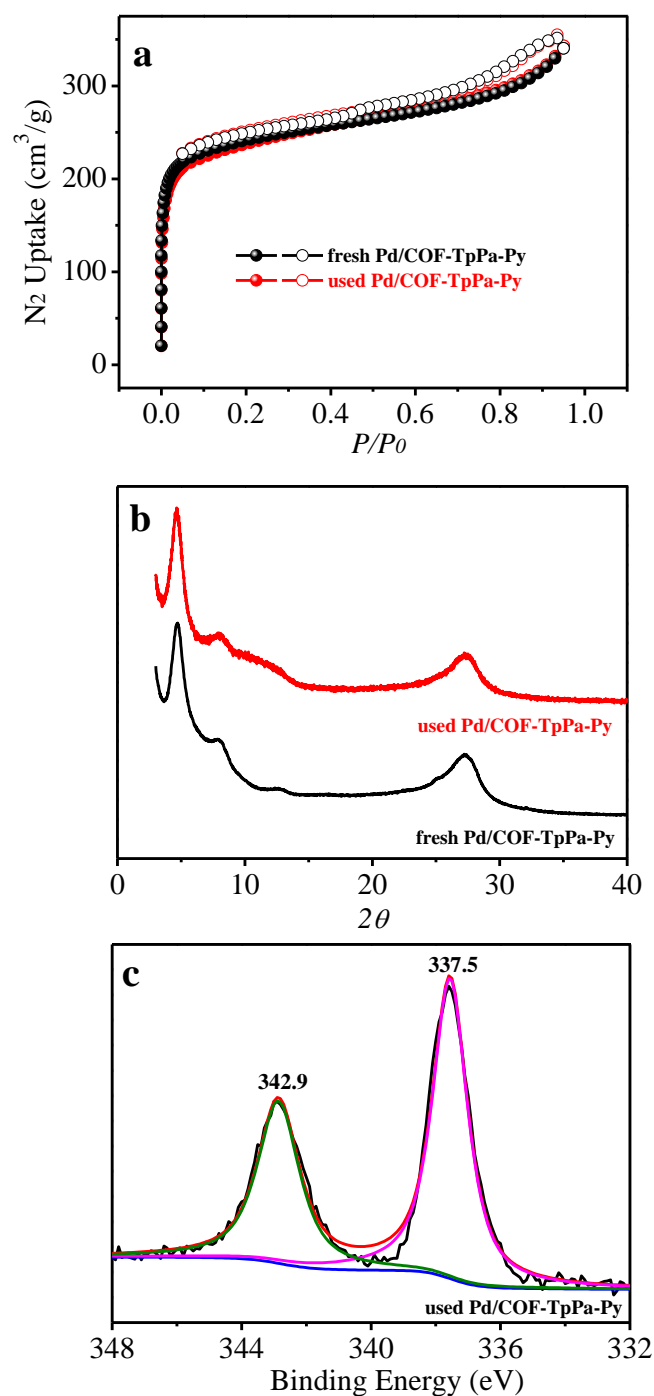 a
350
N2 Uptake (cm3/g)
300
200
100
0
fresh Pd/COF-TpPa-Py
used Pd/COF-TpPa-Py
0.0 0.2 0.4 0.6 0.8 1.0
P/P0
b
used Pd/COF-TpPa-Py
fresh Pd/COF-TpPa-Py
0 10 20 30 40
2θ
c
337.5
342.9
used Pd/COF-TpPa-Py
348 344 340 336 332
Binding Energy (eV)